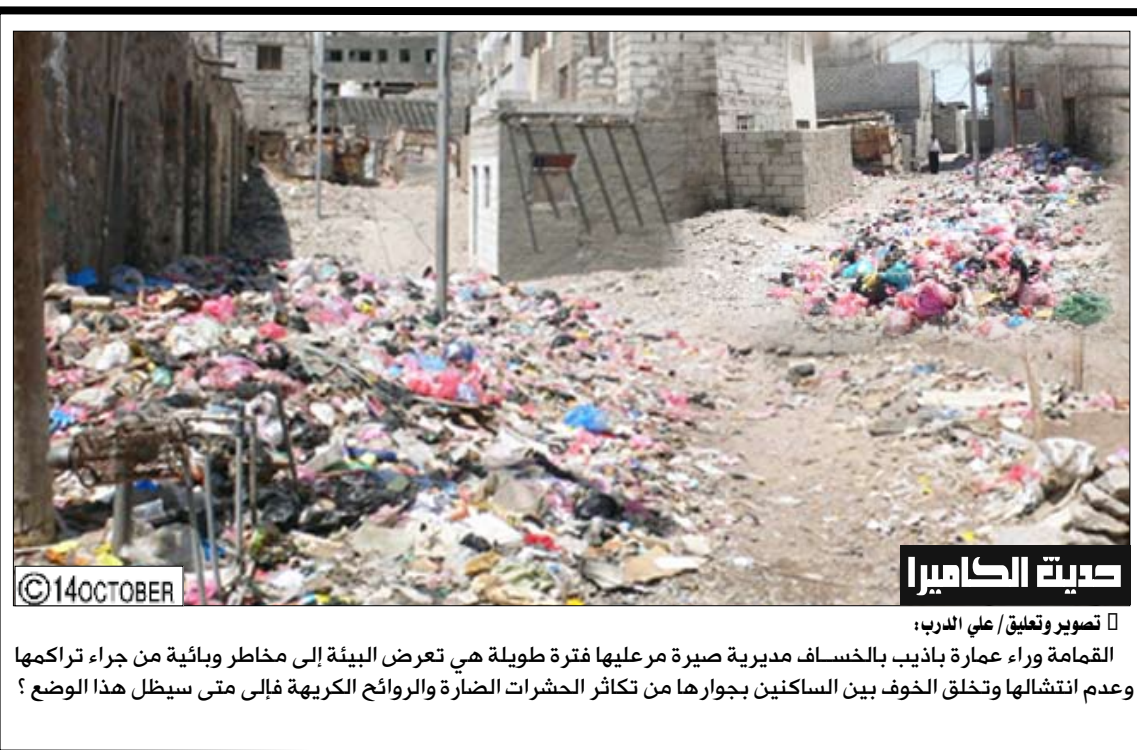 حديث الكاميرا
©14OCTOBER
تصوير وتعليق / علي الدرب:
القمامة وراء عمارة باذيب بالخســاف مديرية صيرة مر عليها فترة طويلة هي تعرض البيئة إلى مخاطر وبائية من جراء تراكمها
وعدم انتشالها وتخلق الخوف بين الساكنين بجوارها من تكاثر الحشرات الضارة والروائح الكريهة فإلى متى سيظل هذا الوضع ؟